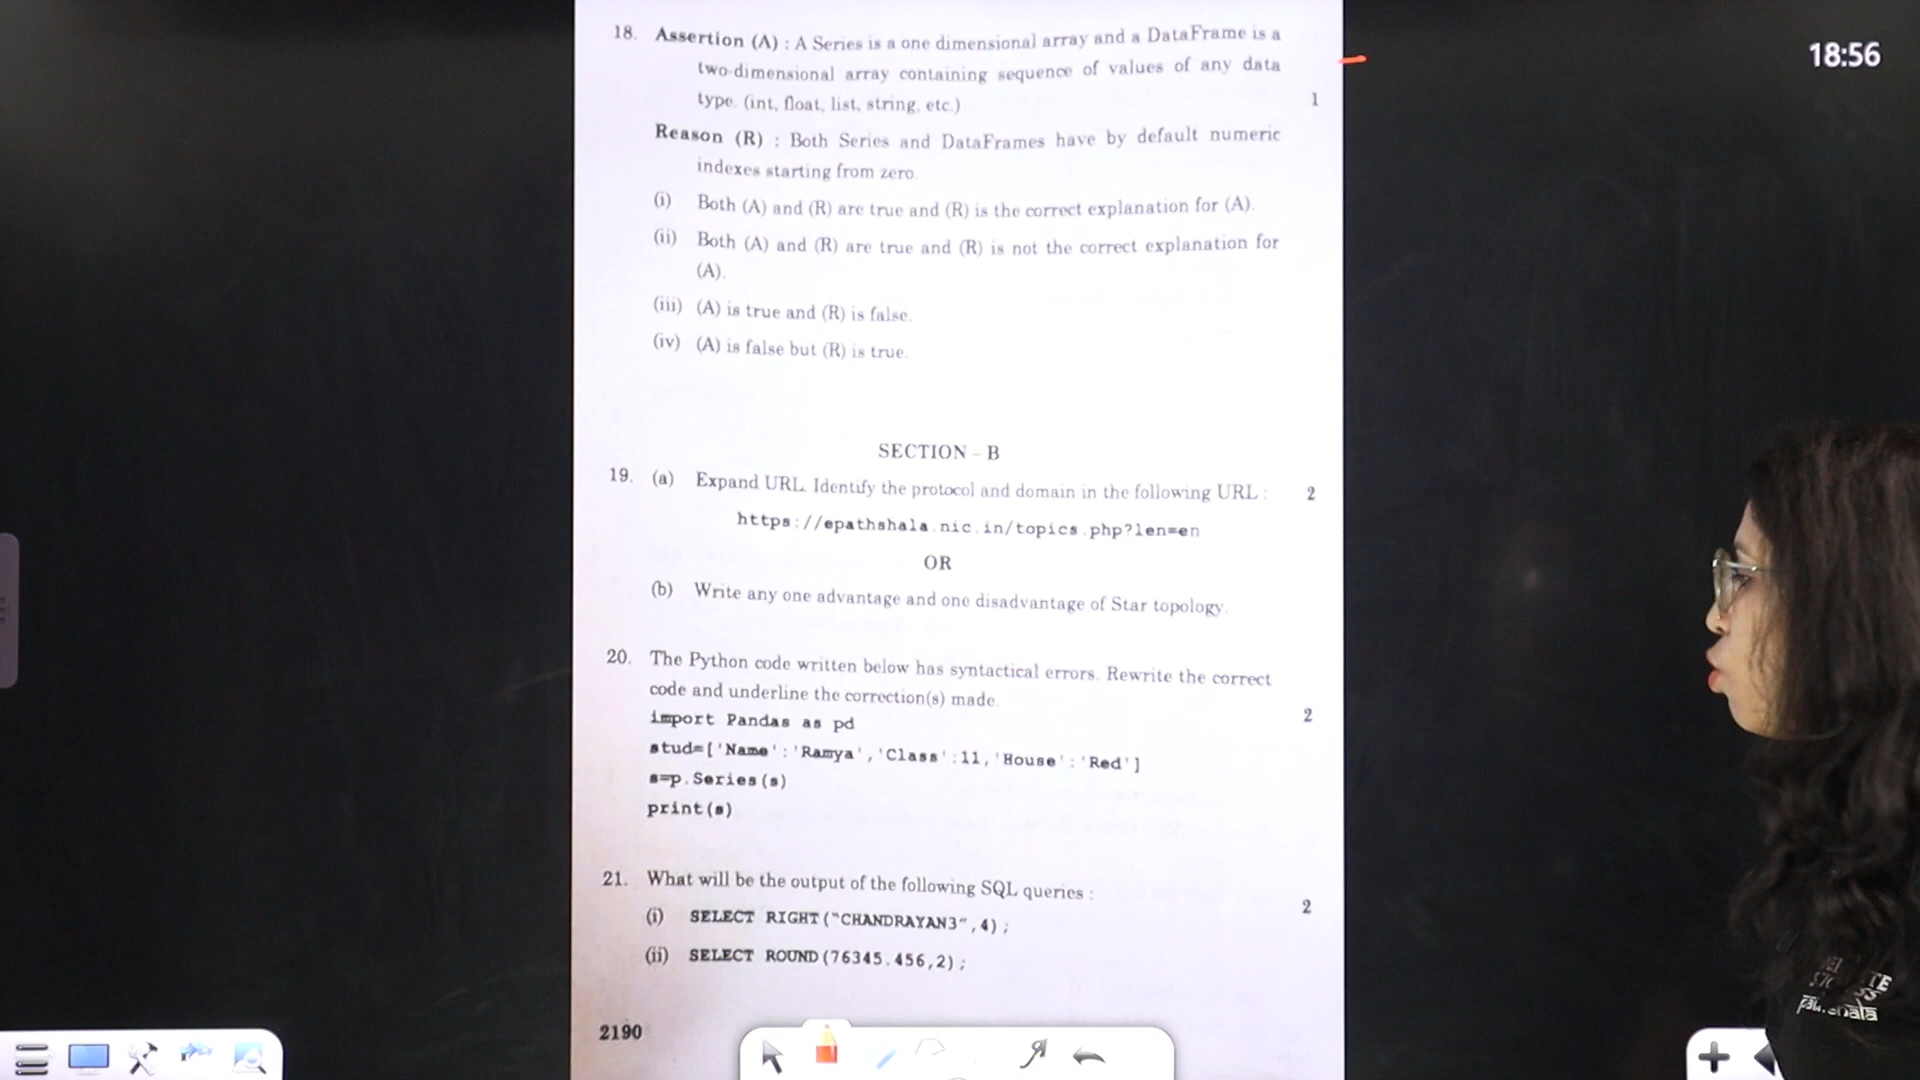 18. Assertion (A) : A Series is a one dimensional array and a DataFrame is a
two-dimensional array containing sequence of values of any data
type. (int, float, list, string, etc.) 1
Reason (R) : Both Series and DataFrames have by default numeric
indexes starting from zero.
(i) Both (A) and (R) are true and (R) is the correct explanation for (A).
(ii) Both (A) and (R) are true and (R) is not the correct explanation for
(A).
(iii) (A) is true and (R) is false.
(iv) (A) is false but (R) is true.
SECTION – B
19. (a) Expand URL. Identify the protocol and domain in the following URL : 2
https://epathshala.nic.in/topics.php?len=en
OR
(b) Write any one advantage and one disadvantage of Star topology.
20. The Python code written below has syntactical errors. Rewrite the correct
code and underline the correction(s) made. 2
import Pandas as pd
stud=['Name':'Ramya','Class':11,'House':'Red']
s=p.Series(s)
print(s)
21. What will be the output of the following SQL queries : 2
(i) SELECT RIGHT("CHANDRAYAN3",4);
(ii) SELECT ROUND(76345.456,2);
2190
18:56